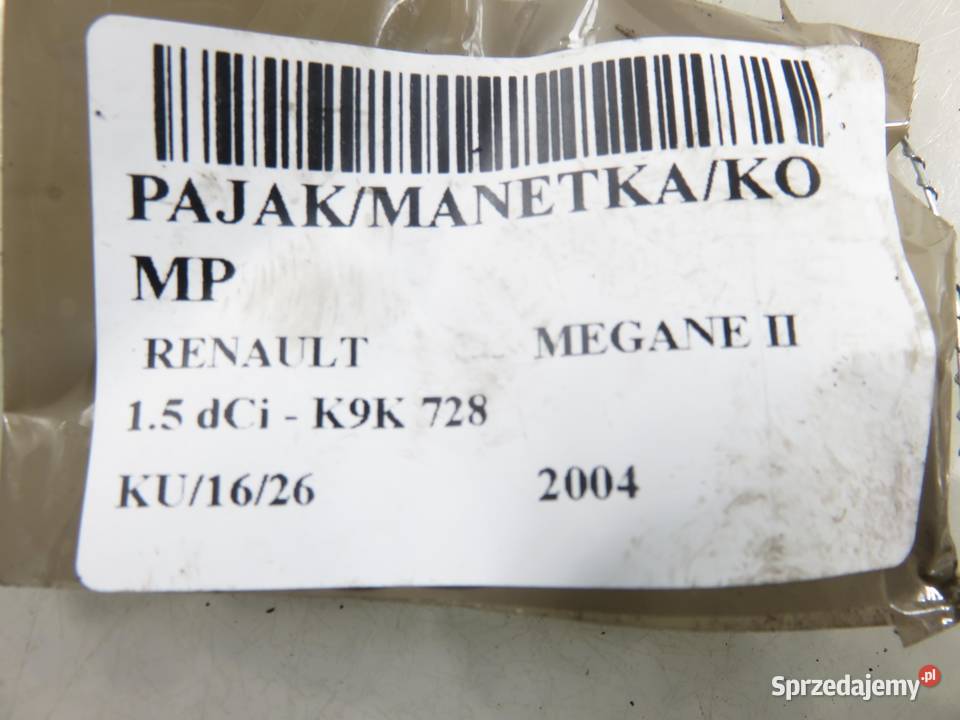 PAJAK/MANETKA/KO
MP
RENAULT MEGANE II
1.5 dCi - K9K 728
KU/16/26 2004
Sprzedajemy.pl